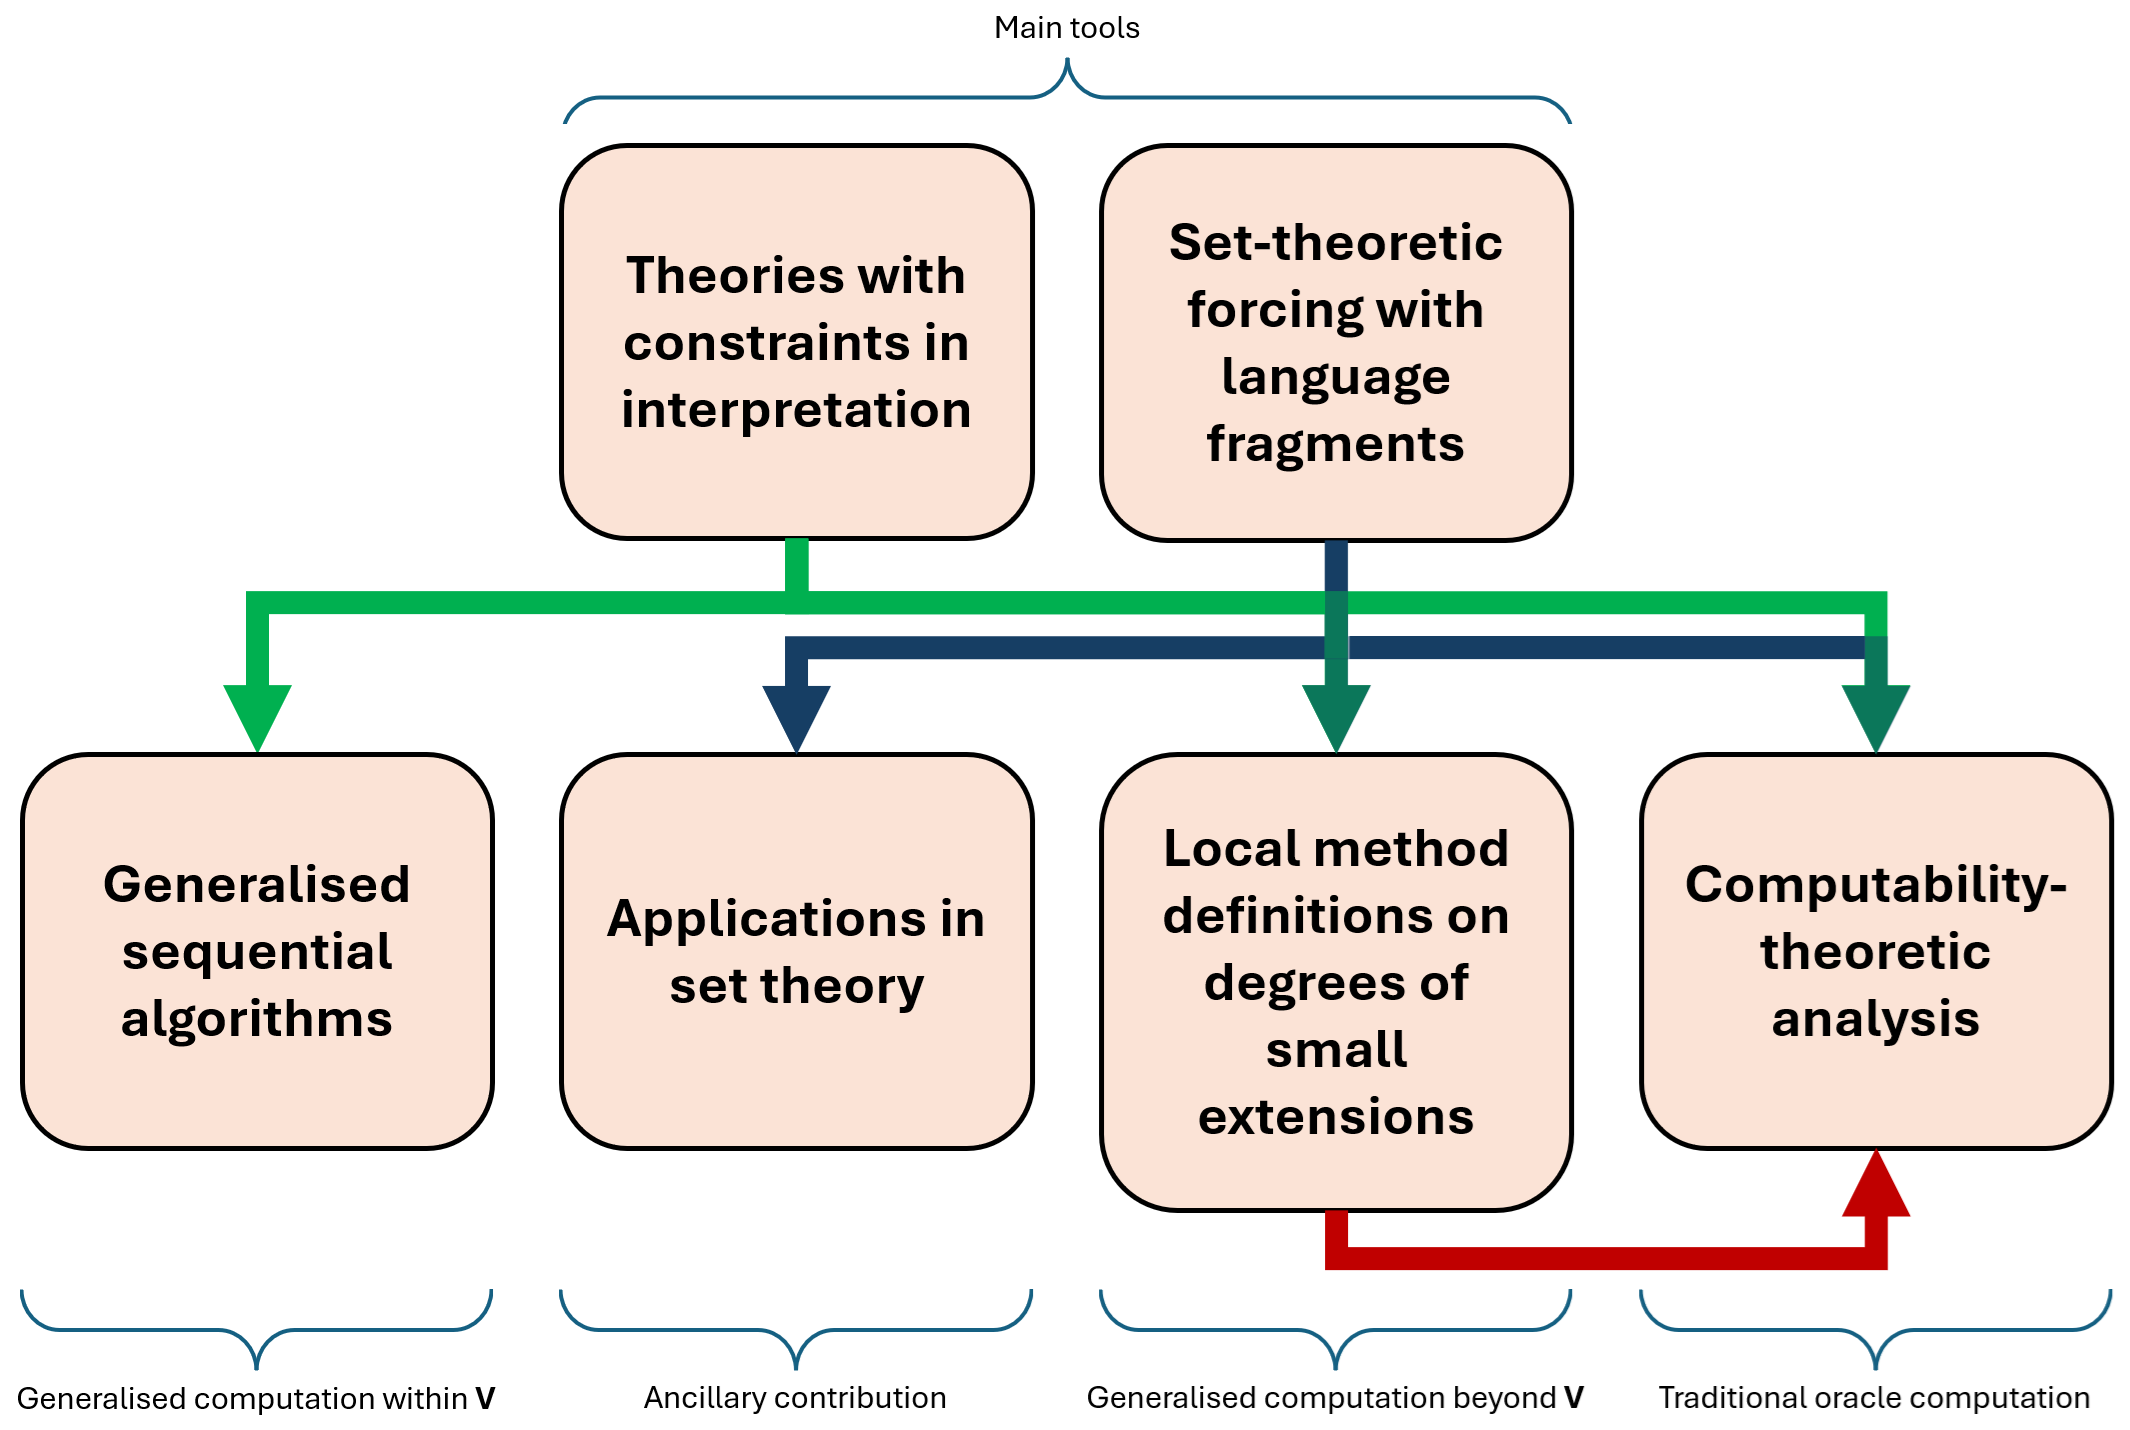 Main tools
Theories with
constraints in
interpretation
Set-theoretic
forcing with
language
fragments
Generalised
sequential
algorithms
Applications in
set theory
Local method
definitions on
degrees of
small
extensions
Computability-
theoretic
analysis
Generalised computation within V
Ancillary contribution
Generalised computation beyond V
Traditional oracle computation